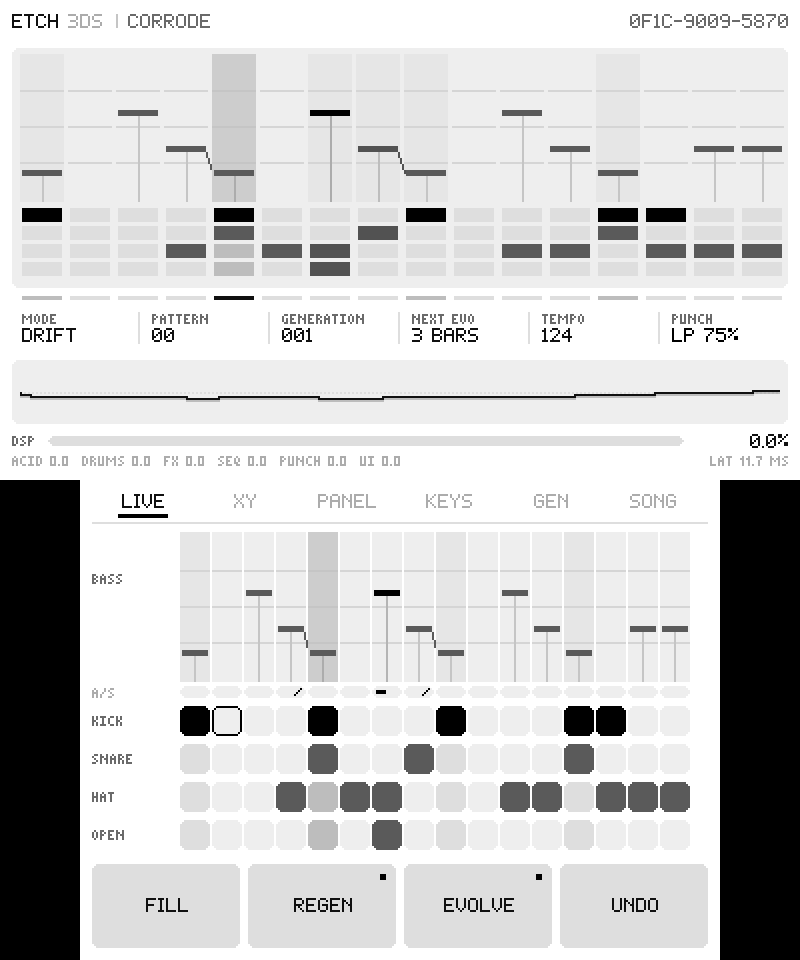 ETCH 3DS | CORRODE 0F1C-9009-5870
MODE PATTERN GENERATION NEXT EVO TEMPO PUNCH
DRIFT 00 001 3 BARS 124 LP 75%
DSP 0.0%
ACID 0.0 DRUMS 0.0 FX 0.0 SEQ 0.0 PUNCH 0.0 UI 0.0 LAT 11.7 MS
LIVE XY PANEL KEYS GEN SONG
BASS
A/S
KICK
SNARE
HAT
OPEN
FILL REGEN EVOLVE UNDO